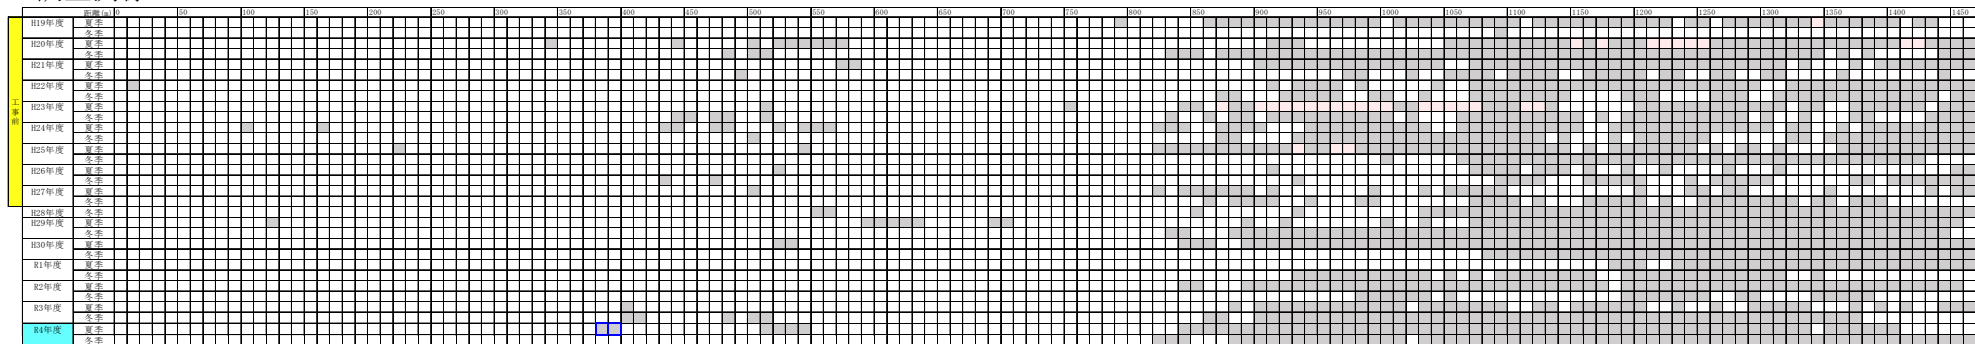 距離(m) 0 50 100 150 200 250 300 350 400 450 500 550 600 650 700 750 800 850 900 950 1000 1050 1100 1150 1200 1250 1300 1350 1400 1450
工事前
H19年度 夏季
冬季
H20年度 夏季
冬季
H21年度 夏季
冬季
H22年度 夏季
冬季
H23年度 夏季
冬季
H24年度 夏季
冬季
H25年度 夏季
冬季
H26年度 夏季
冬季
H27年度 夏季
冬季
H28年度 冬季
H29年度 夏季
冬季
H30年度 夏季
冬季
R1年度 夏季
冬季
R2年度 夏季
冬季
R3年度 夏季
冬季
R4年度 夏季
冬季